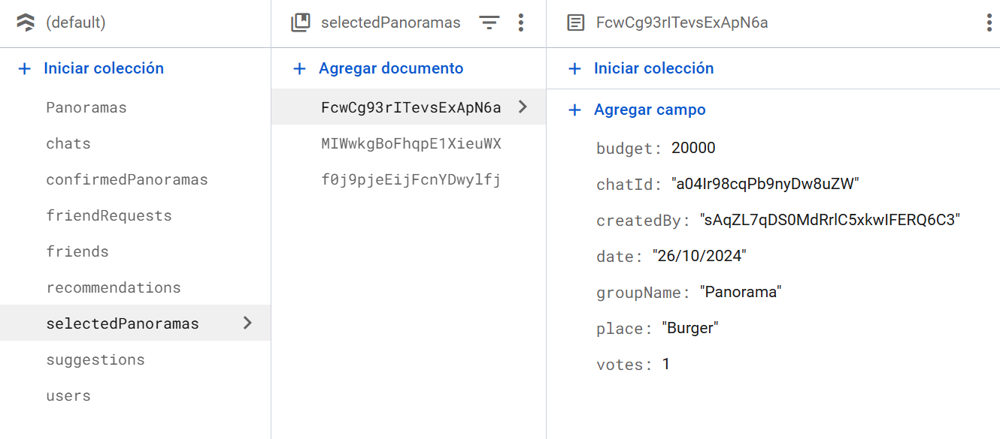 (default)
Iniciar colección
Panoramas
chats
confirmedPanoramas
friendRequests
friends
recommendations
selectedPanoramas
suggestions
users
selectedPanoramas
Agregar documento
FcwCg93rITevsExApN6a
MIWwkgBoFhqpE1XieuWX
f0j9pjeEijFcnYDwylfj
FcwCg93rITevsExApN6a
Iniciar colección
Agregar campo
budget: 20000
chatId: "a04Ir98cqPb9nyDw8uZW"
createdBy: "sAqZL7qDS0MdRrlC5xkwIFERQ6C3"
date: "26/10/2024"
groupName: "Panorama"
place: "Burger"
votes: 1